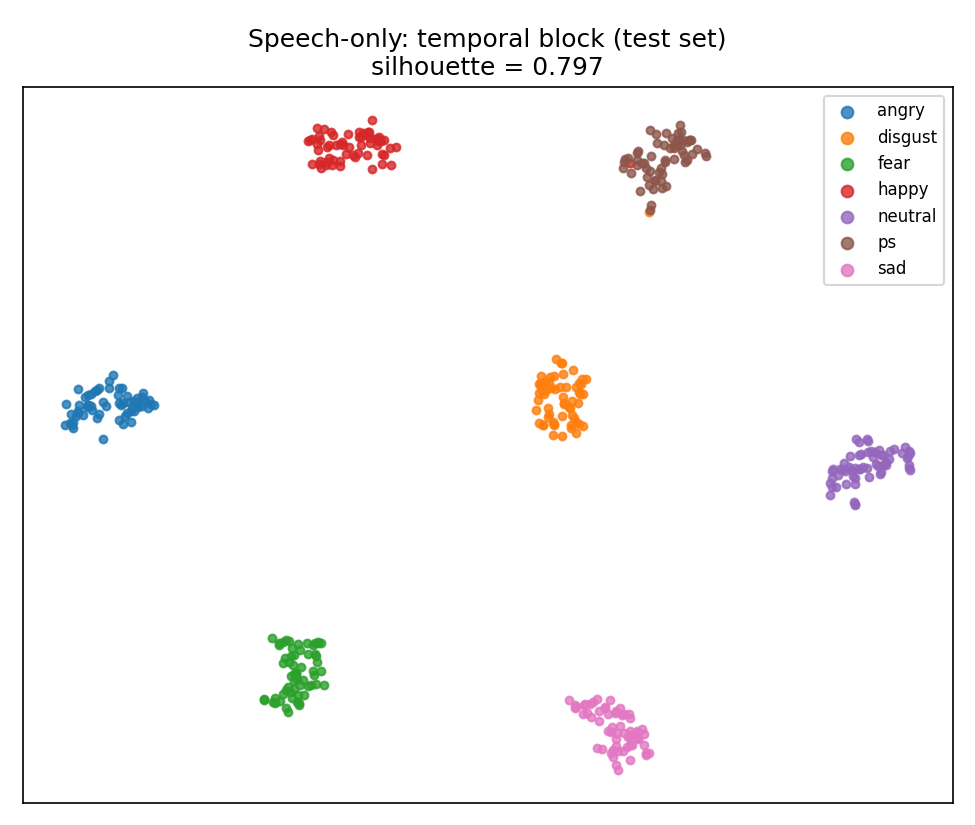 Speech-only: temporal block (test set)
silhouette = 0.797
angry
disgust
fear
happy
neutral
ps
sad